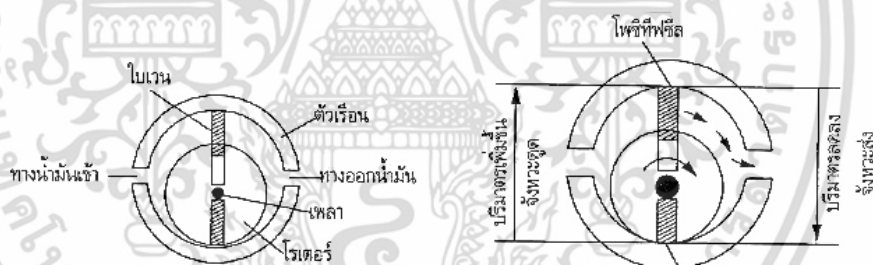 ใบเวน
ตัวเรือน
ทางน้ำมันเข้า
ทางออกน้ำมัน
เพลา
โรเตอร์
โพซิทีฟซีล
ปริมาตรเพิ่มขึ้น
จังหวะดูด
ปริมาตรลดลง
จังหวะส่ง